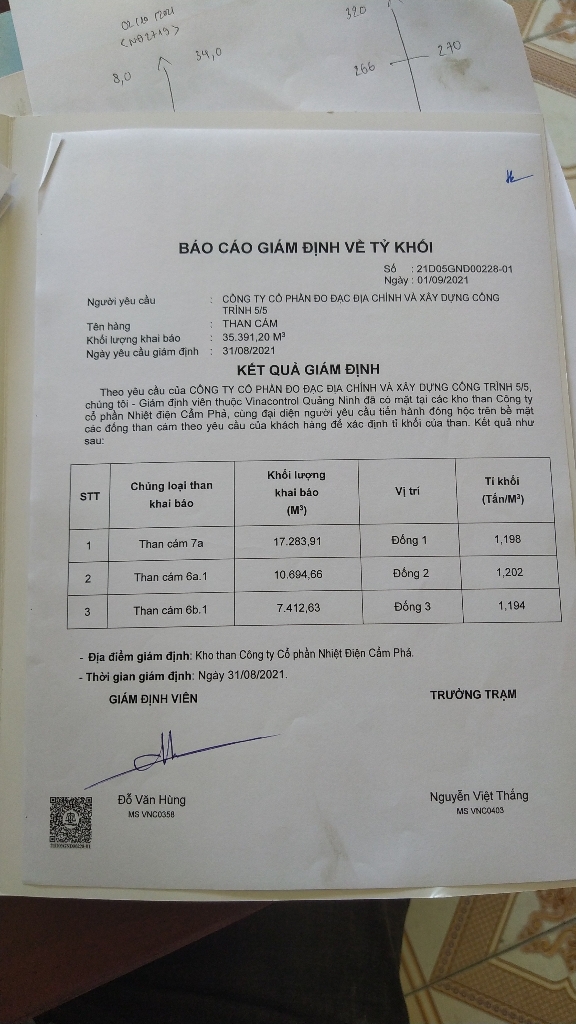 02/10/2021
(NĐ2719)
8,0
34,0
320
266
270
BÁO CÁO GIÁM ĐỊNH VỀ TỶ KHỐI
Số : 21D05GND00228-01
Ngày : 01/09/2021
Người yêu cầu : CÔNG TY CỔ PHẦN ĐO ĐẠC ĐỊA CHÍNH VÀ XÂY DỰNG CÔNG
TRÌNH 5/5
Tên hàng : THAN CÁM
Khối lượng khai báo : 35.391,20 M³
Ngày yêu cầu giám định : 31/08/2021
KẾT QUẢ GIÁM ĐỊNH
Theo yêu cầu của CÔNG TY CỔ PHẦN ĐO ĐẠC ĐỊA CHÍNH VÀ XÂY DỰNG CÔNG TRÌNH 5/5,
chúng tôi - Giám định viên thuộc Vinacontrol Quảng Ninh đã có mặt tại các kho than Công ty
cổ phần Nhiệt điện Cẩm Phả, cùng đại diện người yêu cầu tiến hành đóng hộc trên bề mặt
các đống than cám theo yêu cầu của khách hàng để xác định tỉ khối của than. Kết quả như
sau:
STT Chủng loại than khai báo Khối lượng khai báo (M³) Vị trí Tỉ khối (Tấn/M³)
1 Than cám 7a 17.283,91 Đống 1 1,198
2 Than cám 6a.1 10.694,66 Đống 2 1,202
3 Than cám 6b.1 7.412,63 Đống 3 1,194
- Địa điểm giám định: Kho than Công ty Cổ phần Nhiệt Điện Cẩm Phả.
- Thời gian giám định: Ngày 31/08/2021.
GIÁM ĐỊNH VIÊN TRƯỞNG TRẠM
Đỗ Văn Hùng Nguyễn Việt Thắng
MS VNC0358 MS VNC0403